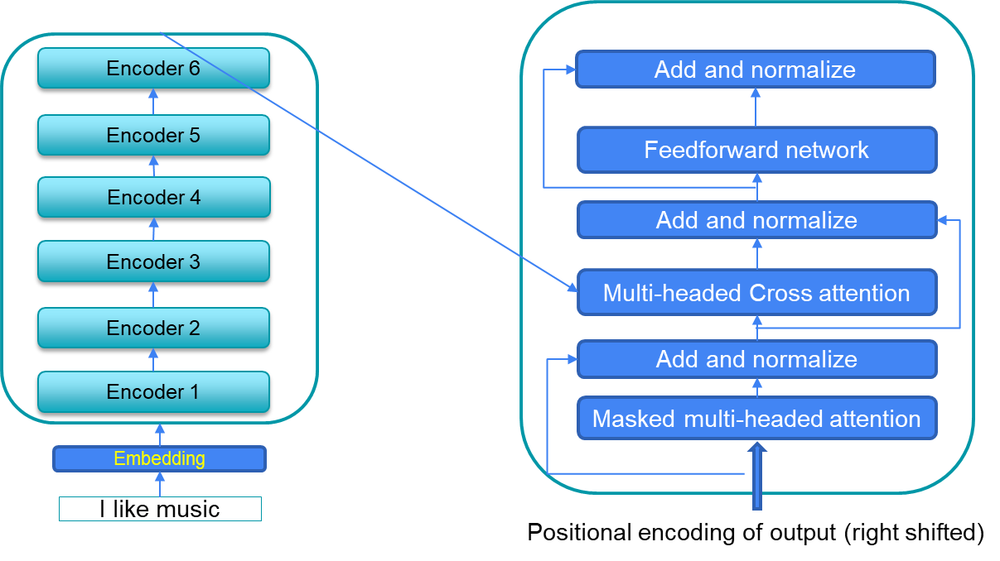 Encoder 6
Encoder 5
Encoder 4
Encoder 3
Encoder 2
Encoder 1
Embedding
I like music
Add and normalize
Feedforward network
Add and normalize
Multi-headed Cross attention
Add and normalize
Masked multi-headed attention
Positional encoding of output (right shifted)